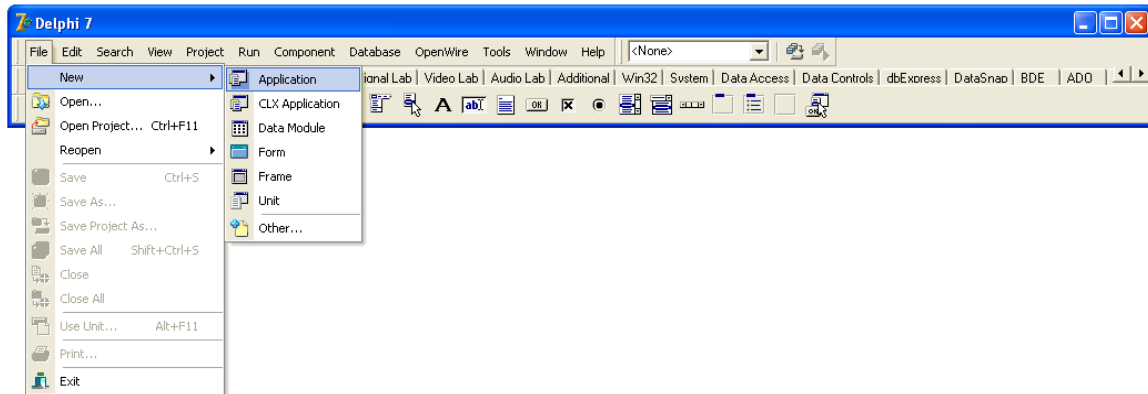 Delphi 7
File Edit Search View Project Run Component Database OpenWire Tools Window Help <None>
New Application ional Lab Video Lab Audio Lab Additional Win32 System Data Access Data Controls dbExpress DataSnap BDE ADO
Open... CLX Application A abI OK
Open Project... Ctrl+F11 Data Module
Reopen Form
Save Ctrl+S Frame
Save As... Unit
Save Project As... Other...
Save All Shift+Ctrl+S
Close
Close All
Use Unit... Alt+F11
Print...
Exit